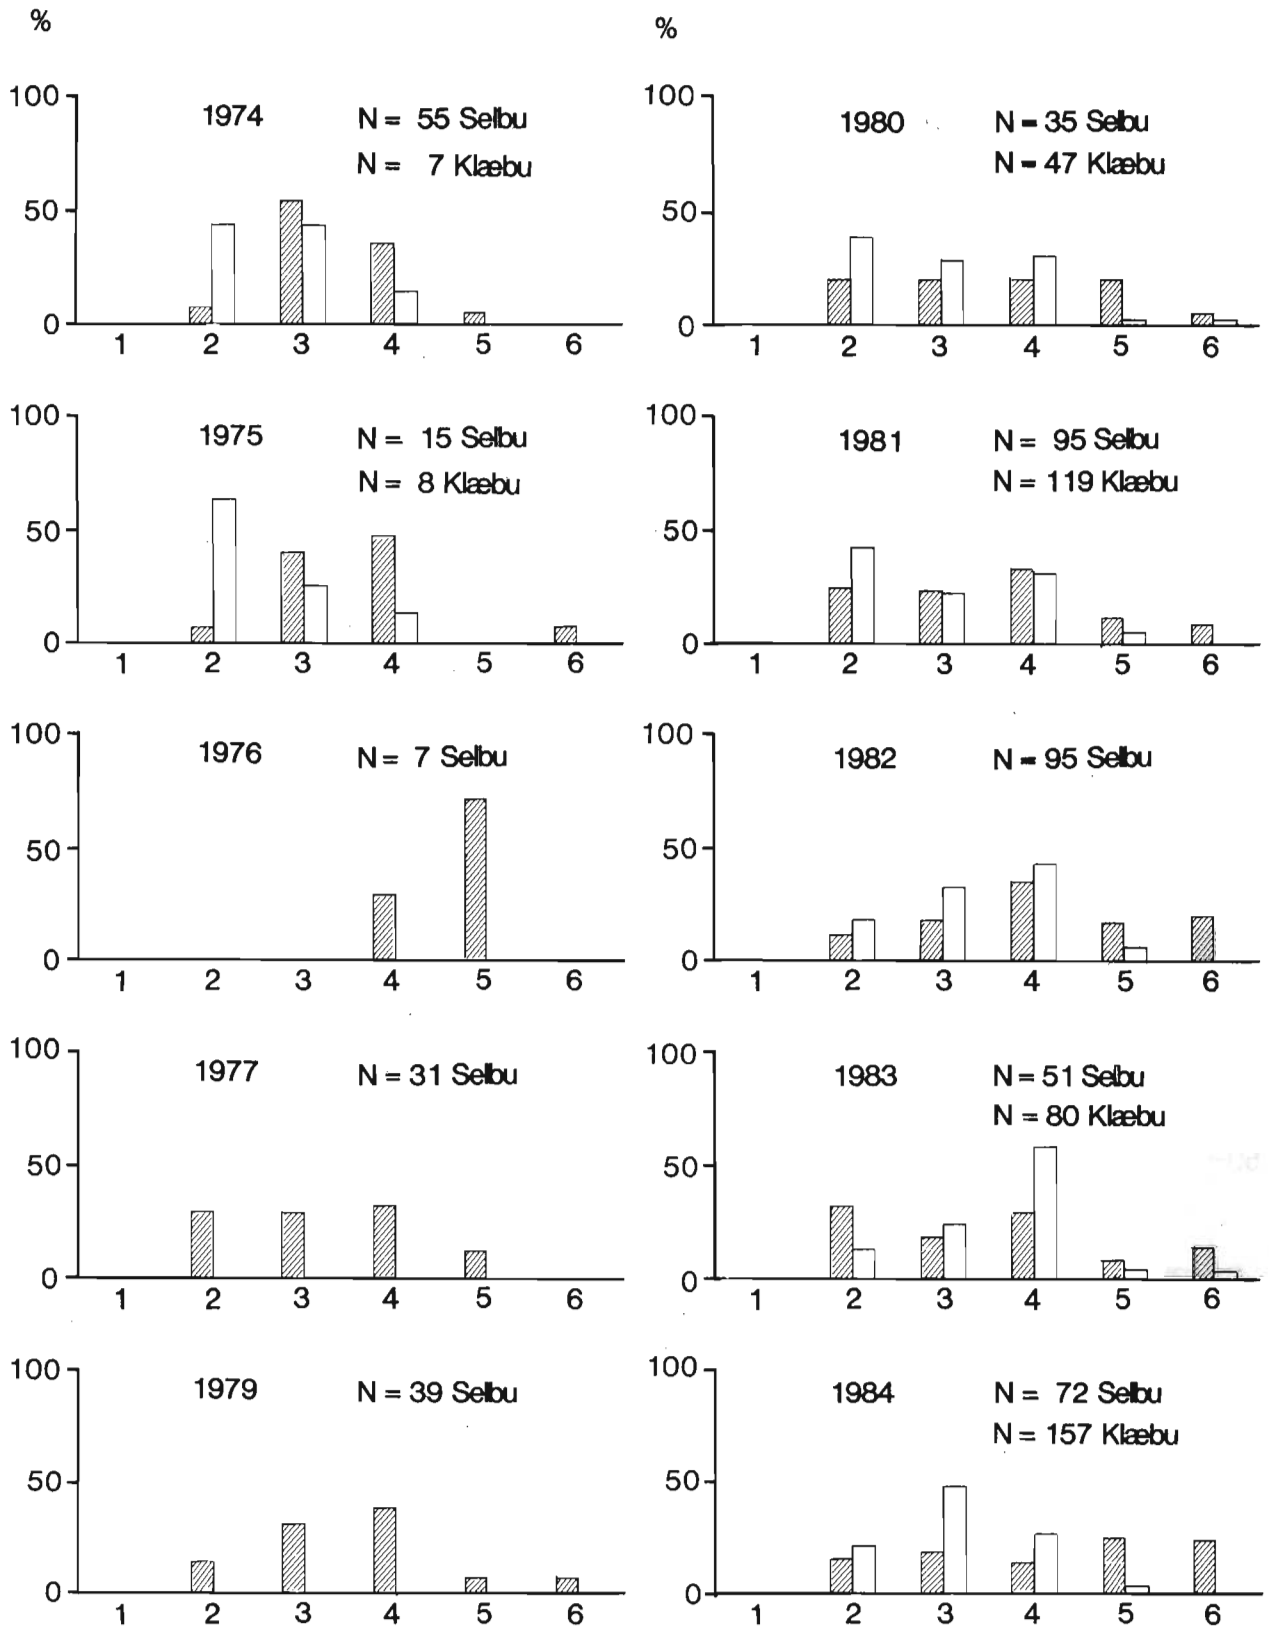 %
100
1974
N = 55 Selbu
N = 7 Klæbu
50
0
1 2 3 4 5 6
100
1975
N = 15 Selbu
N = 8 Klæbu
50
0
1 2 3 4 5 6
100
1976
N = 7 Selbu
50
0
1 2 3 4 5 6
100
1977
N = 31 Selbu
50
0
1 2 3 4 5 6
100
1979
N = 39 Selbu
50
0
1 2 3 4 5 6
%
100
1980
N = 35 Selbu
N = 47 Klæbu
50
0
1 2 3 4 5 6
100
1981
N = 95 Selbu
N = 119 Klæbu
50
0
1 2 3 4 5 6
100
1982
N = 95 Selbu
50
0
1 2 3 4 5 6
100
1983
N = 51 Selbu
N = 80 Klæbu
50
0
1 2 3 4 5 6
100
1984
N = 72 Selbu
N = 157 Klæbu
50
0
1 2 3 4 5 6